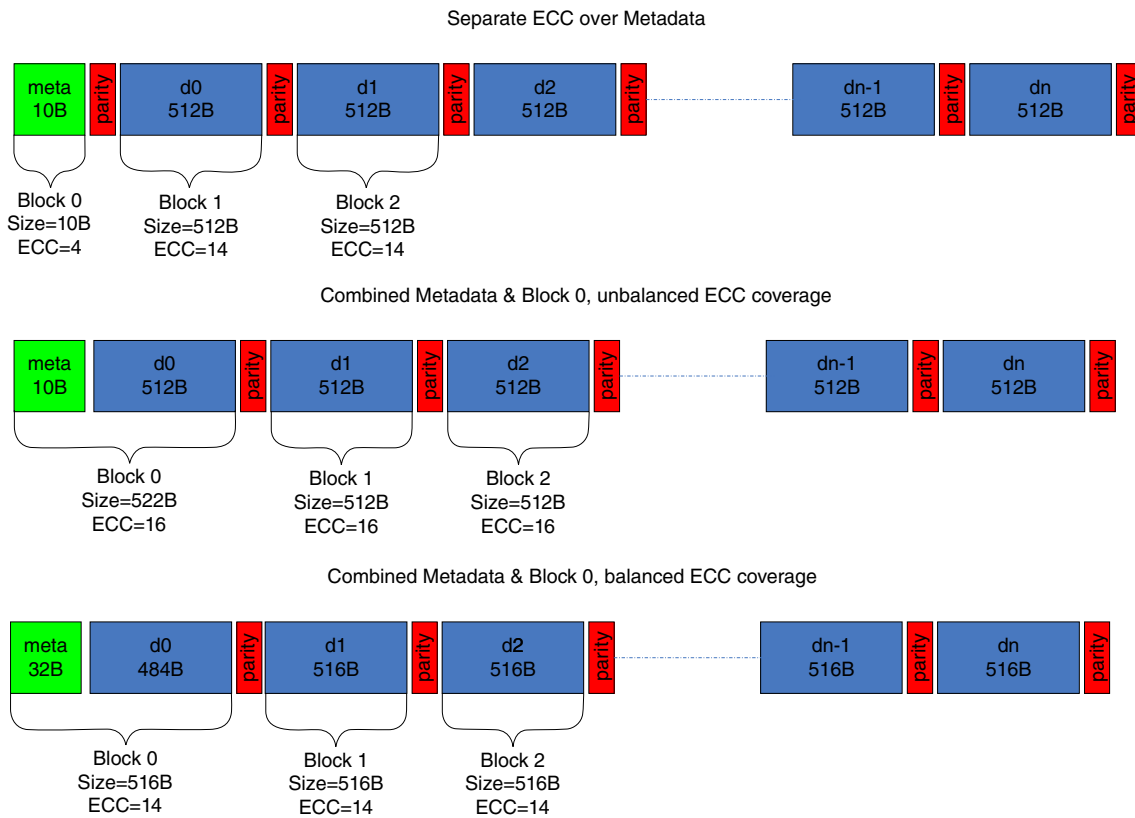 Separate ECC over Metadata
meta
10B
parity
d0
512B
parity
d1
512B
parity
d2
512B
parity
dn-1
512B
parity
dn
512B
parity
Block 0
Size=10B
ECC=4
Block 1
Size=512B
ECC=14
Block 2
Size=512B
ECC=14
Combined Metadata & Block 0, unbalanced ECC coverage
meta
10B
d0
512B
parity
d1
512B
parity
d2
512B
parity
dn-1
512B
parity
dn
512B
parity
Block 0
Size=522B
ECC=16
Block 1
Size=512B
ECC=16
Block 2
Size=512B
ECC=16
Combined Metadata & Block 0, balanced ECC coverage
meta
32B
d0
484B
parity
d1
516B
parity
d2
516B
parity
dn-1
516B
parity
dn
516B
parity
Block 0
Size=516B
ECC=14
Block 1
Size=516B
ECC=14
Block 2
Size=516B
ECC=14